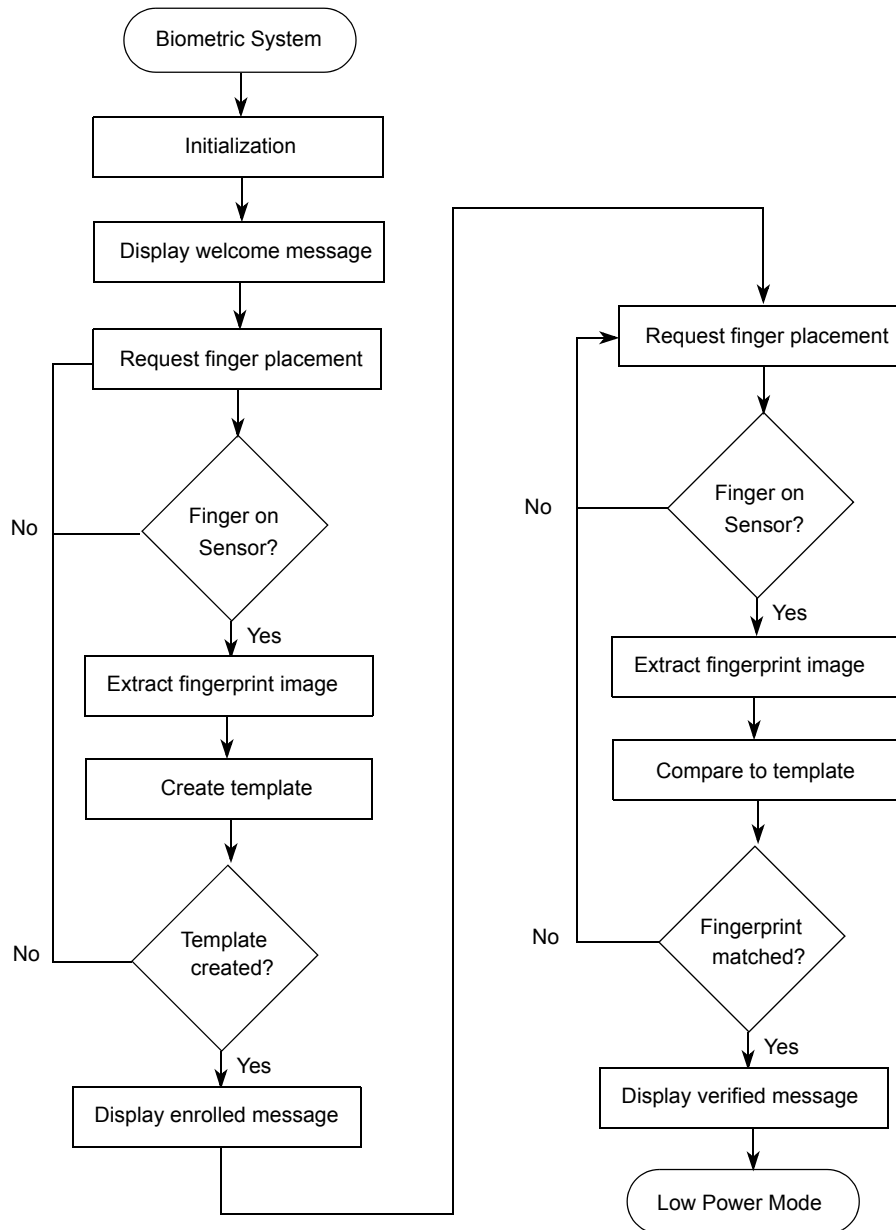 Biometric System
Initialization
Display welcome message
Request finger placement
Finger on
Sensor?
No
Yes
Extract fingerprint image
Create template
Template
created?
No
Yes
Display enrolled message
Request finger placement
Finger on
Sensor?
No
Yes
Extract fingerprint image
Compare to template
Fingerprint
matched?
No
Yes
Display verified message
Low Power Mode